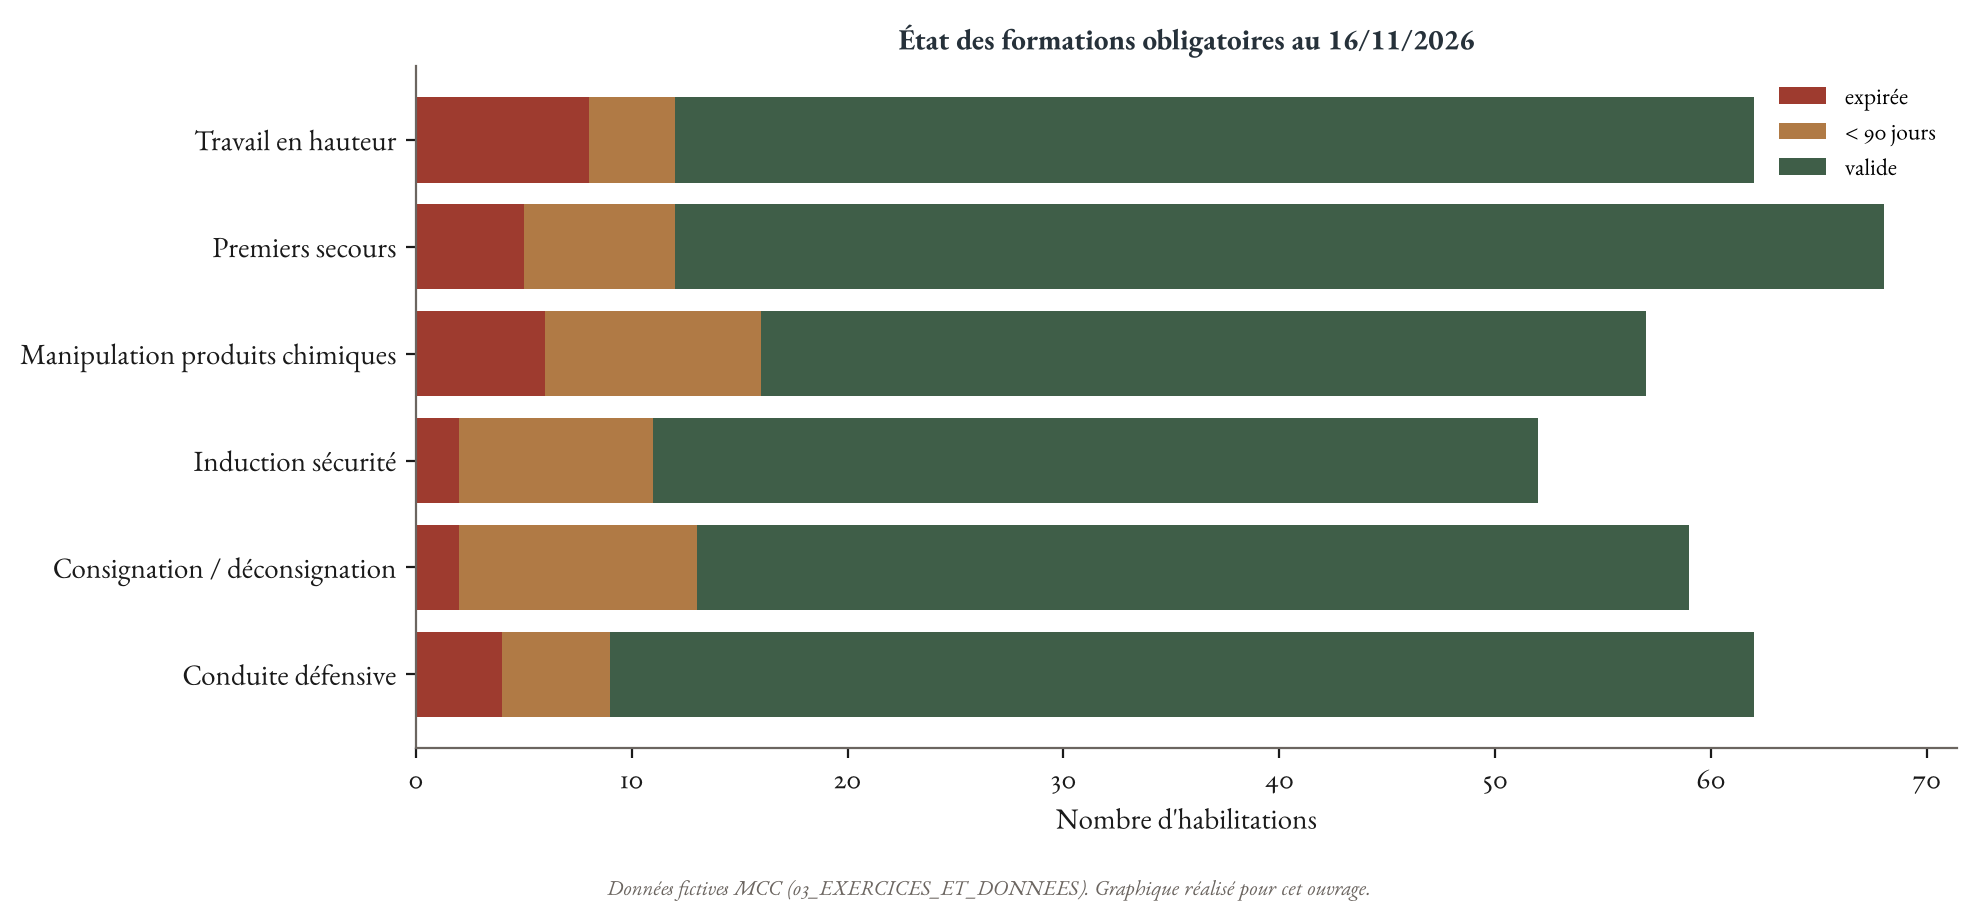 État des formations obligatoires au 16/11/2026
expirée
< 90 jours
valide
Travail en hauteur
Premiers secours
Manipulation produits chimiques
Induction sécurité
Consignation / déconsignation
Conduite défensive
0 10 20 30 40 50 60 70
Nombre d'habilitations
Données fictives MCC (03_EXERCICES_ET_DONNEES). Graphique réalisé pour cet ouvrage.